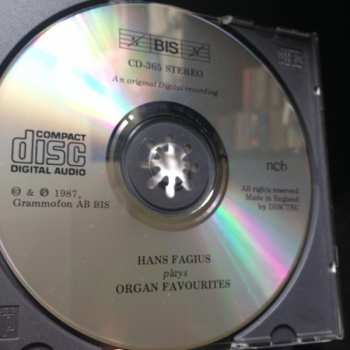 BIS
CD-365 STEREO
An original Digital recording
COMPACT
disc
DIGITAL AUDIO
ncb
℗ & © 1987,
Grammofon AB BIS
All rights reserved
Made in England
by DISCTEC
HANS FAGIUS
plays
ORGAN FAVOURITES